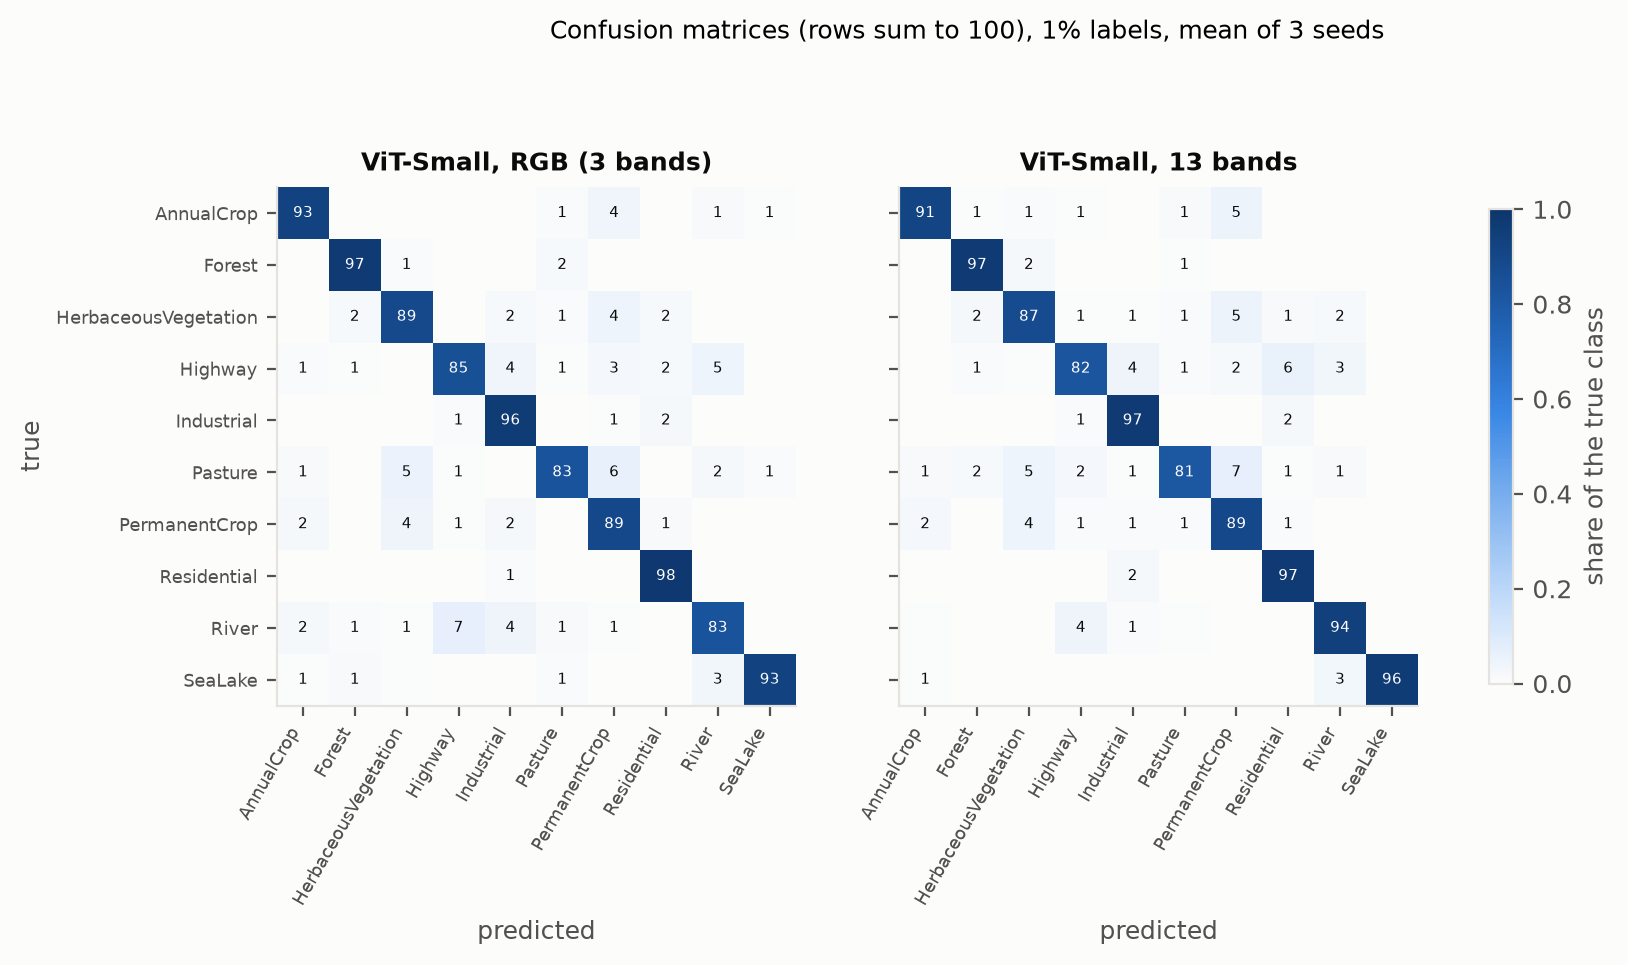 Confusion matrices (rows sum to 100), 1% labels, mean of 3 seeds
ViT-Small, RGB (3 bands)
true
AnnualCrop 93 1 4 1 1
Forest 97 1 2
HerbaceousVegetation 2 89 2 1 4 2
Highway 1 1 85 4 1 3 2 5
Industrial 1 96 1 2
Pasture 1 5 1 83 6 2 1
PermanentCrop 2 4 1 2 89 1
Residential 1 98
River 2 1 1 7 4 1 1 83
SeaLake 1 1 1 3 93
AnnualCrop
Forest
HerbaceousVegetation
Highway
Industrial
Pasture
PermanentCrop
Residential
River
SeaLake
predicted
ViT-Small, 13 bands
91 1 1 1 1 5
97 2 1
2 87 1 1 1 5 1 2
1 82 4 1 2 6 3
1 97 2
1 2 5 2 1 81 7 1 1
2 4 1 1 1 89 1
2 97
4 1 94
1 3 96
AnnualCrop
Forest
HerbaceousVegetation
Highway
Industrial
Pasture
PermanentCrop
Residential
River
SeaLake
predicted
1.0
0.8
0.6
0.4
0.2
0.0
share of the true class